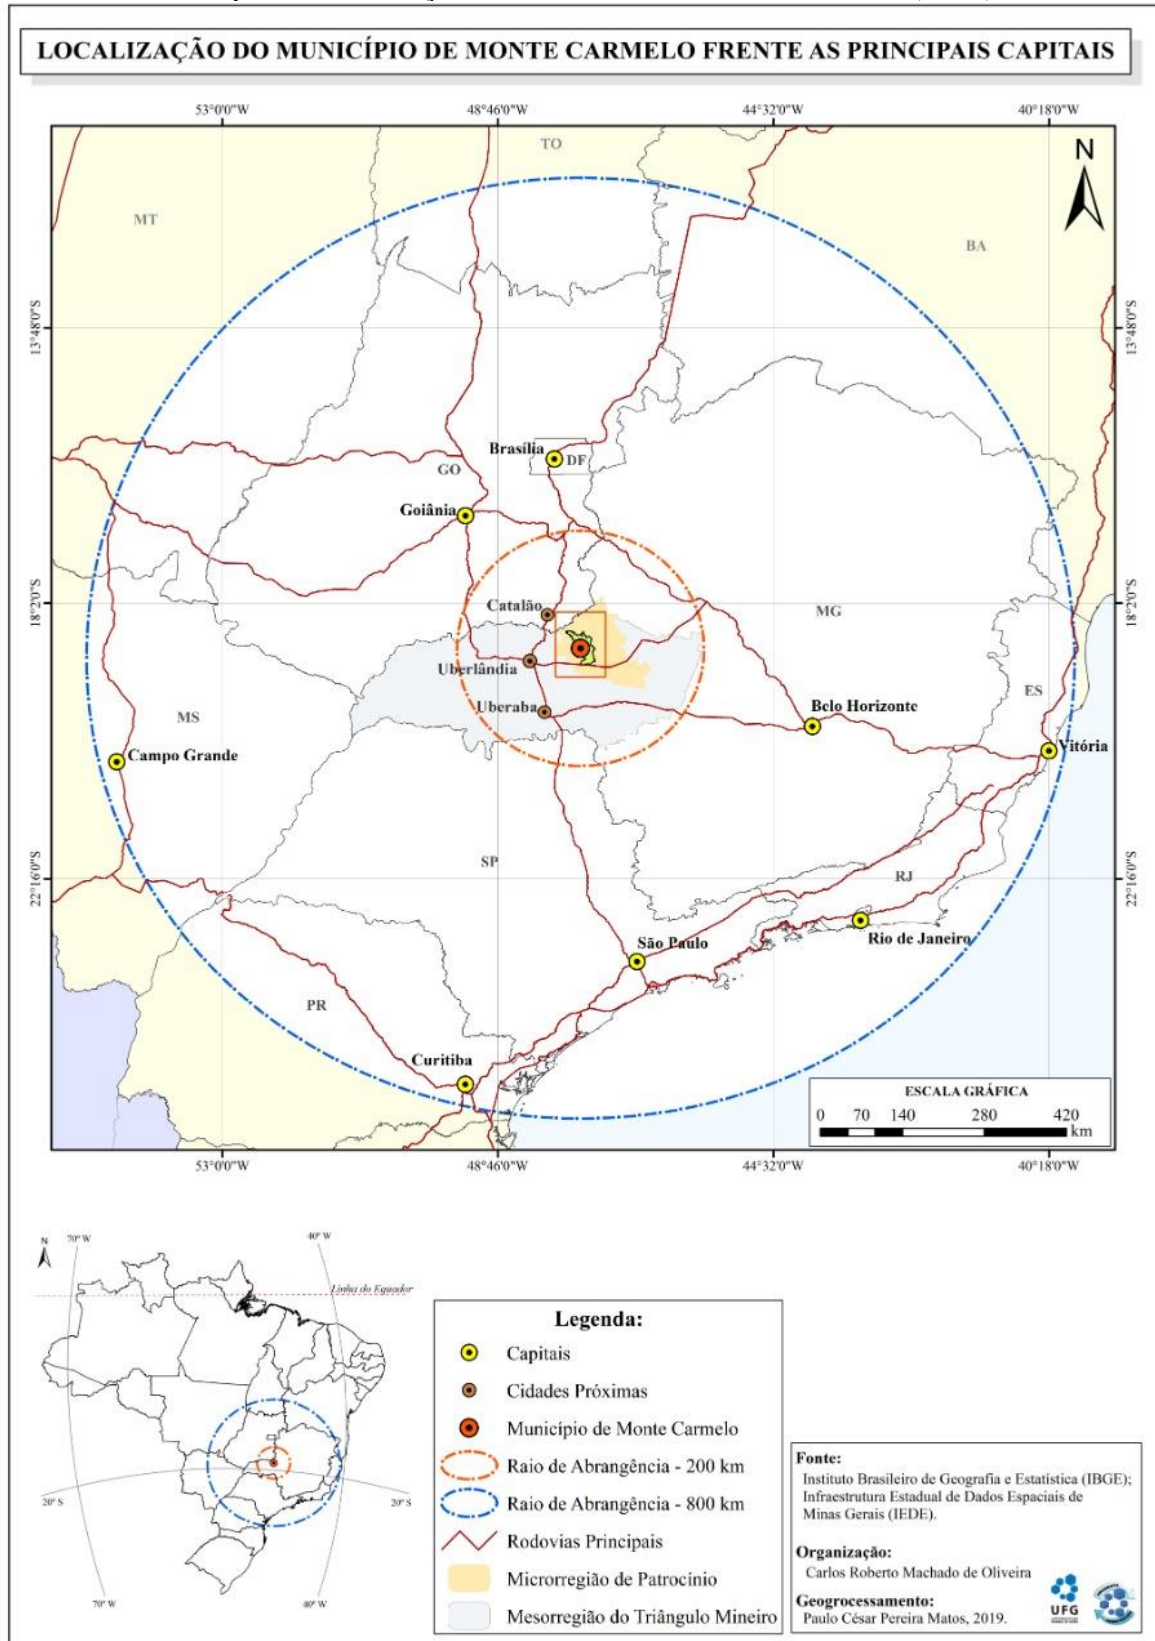 LOCALIZAÇÃO DO MUNICÍPIO DE MONTE CARMELO FRENTE AS PRINCIPAIS CAPITAIS
53°0'0"W 48°46'0"W 44°32'0"W 40°18'0"W
N
TO
MT
BA
13°48'0"S 13°48'0"S
Brasília
DF
GO
Goiânia
18°2'0"S 18°2'0"S
Catalão
MG
Uberlândia
ES
Uberaba
Belo Horizonte
MS
Vitória
Campo Grande
SP
22°16'0"S 22°16'0"S
RJ
Rio de Janeiro
São Paulo
PR
Curitiba
ESCALA GRÁFICA
0 70 140 280 420
km
53°0'0"W 48°46'0"W 44°32'0"W 40°18'0"W
N
70° W 40° W
Linha do Equador
20° S 20° S
70° W 40° W
Legenda:
Capitais
Cidades Próximas
Município de Monte Carmelo
Raio de Abrangência - 200 km
Raio de Abrangência - 800 km
Rodovias Principais
Microrregião de Patrocínio
Mesorregião do Triângulo Mineiro
Fonte:
Instituto Brasileiro de Geografia e Estatística (IBGE);
Infraestrutura Estadual de Dados Espaciais de
Minas Gerais (IEDE).
Organização:
Carlos Roberto Machado de Oliveira
Geogrocessamento:
Paulo César Pereira Matos, 2019.
UFG